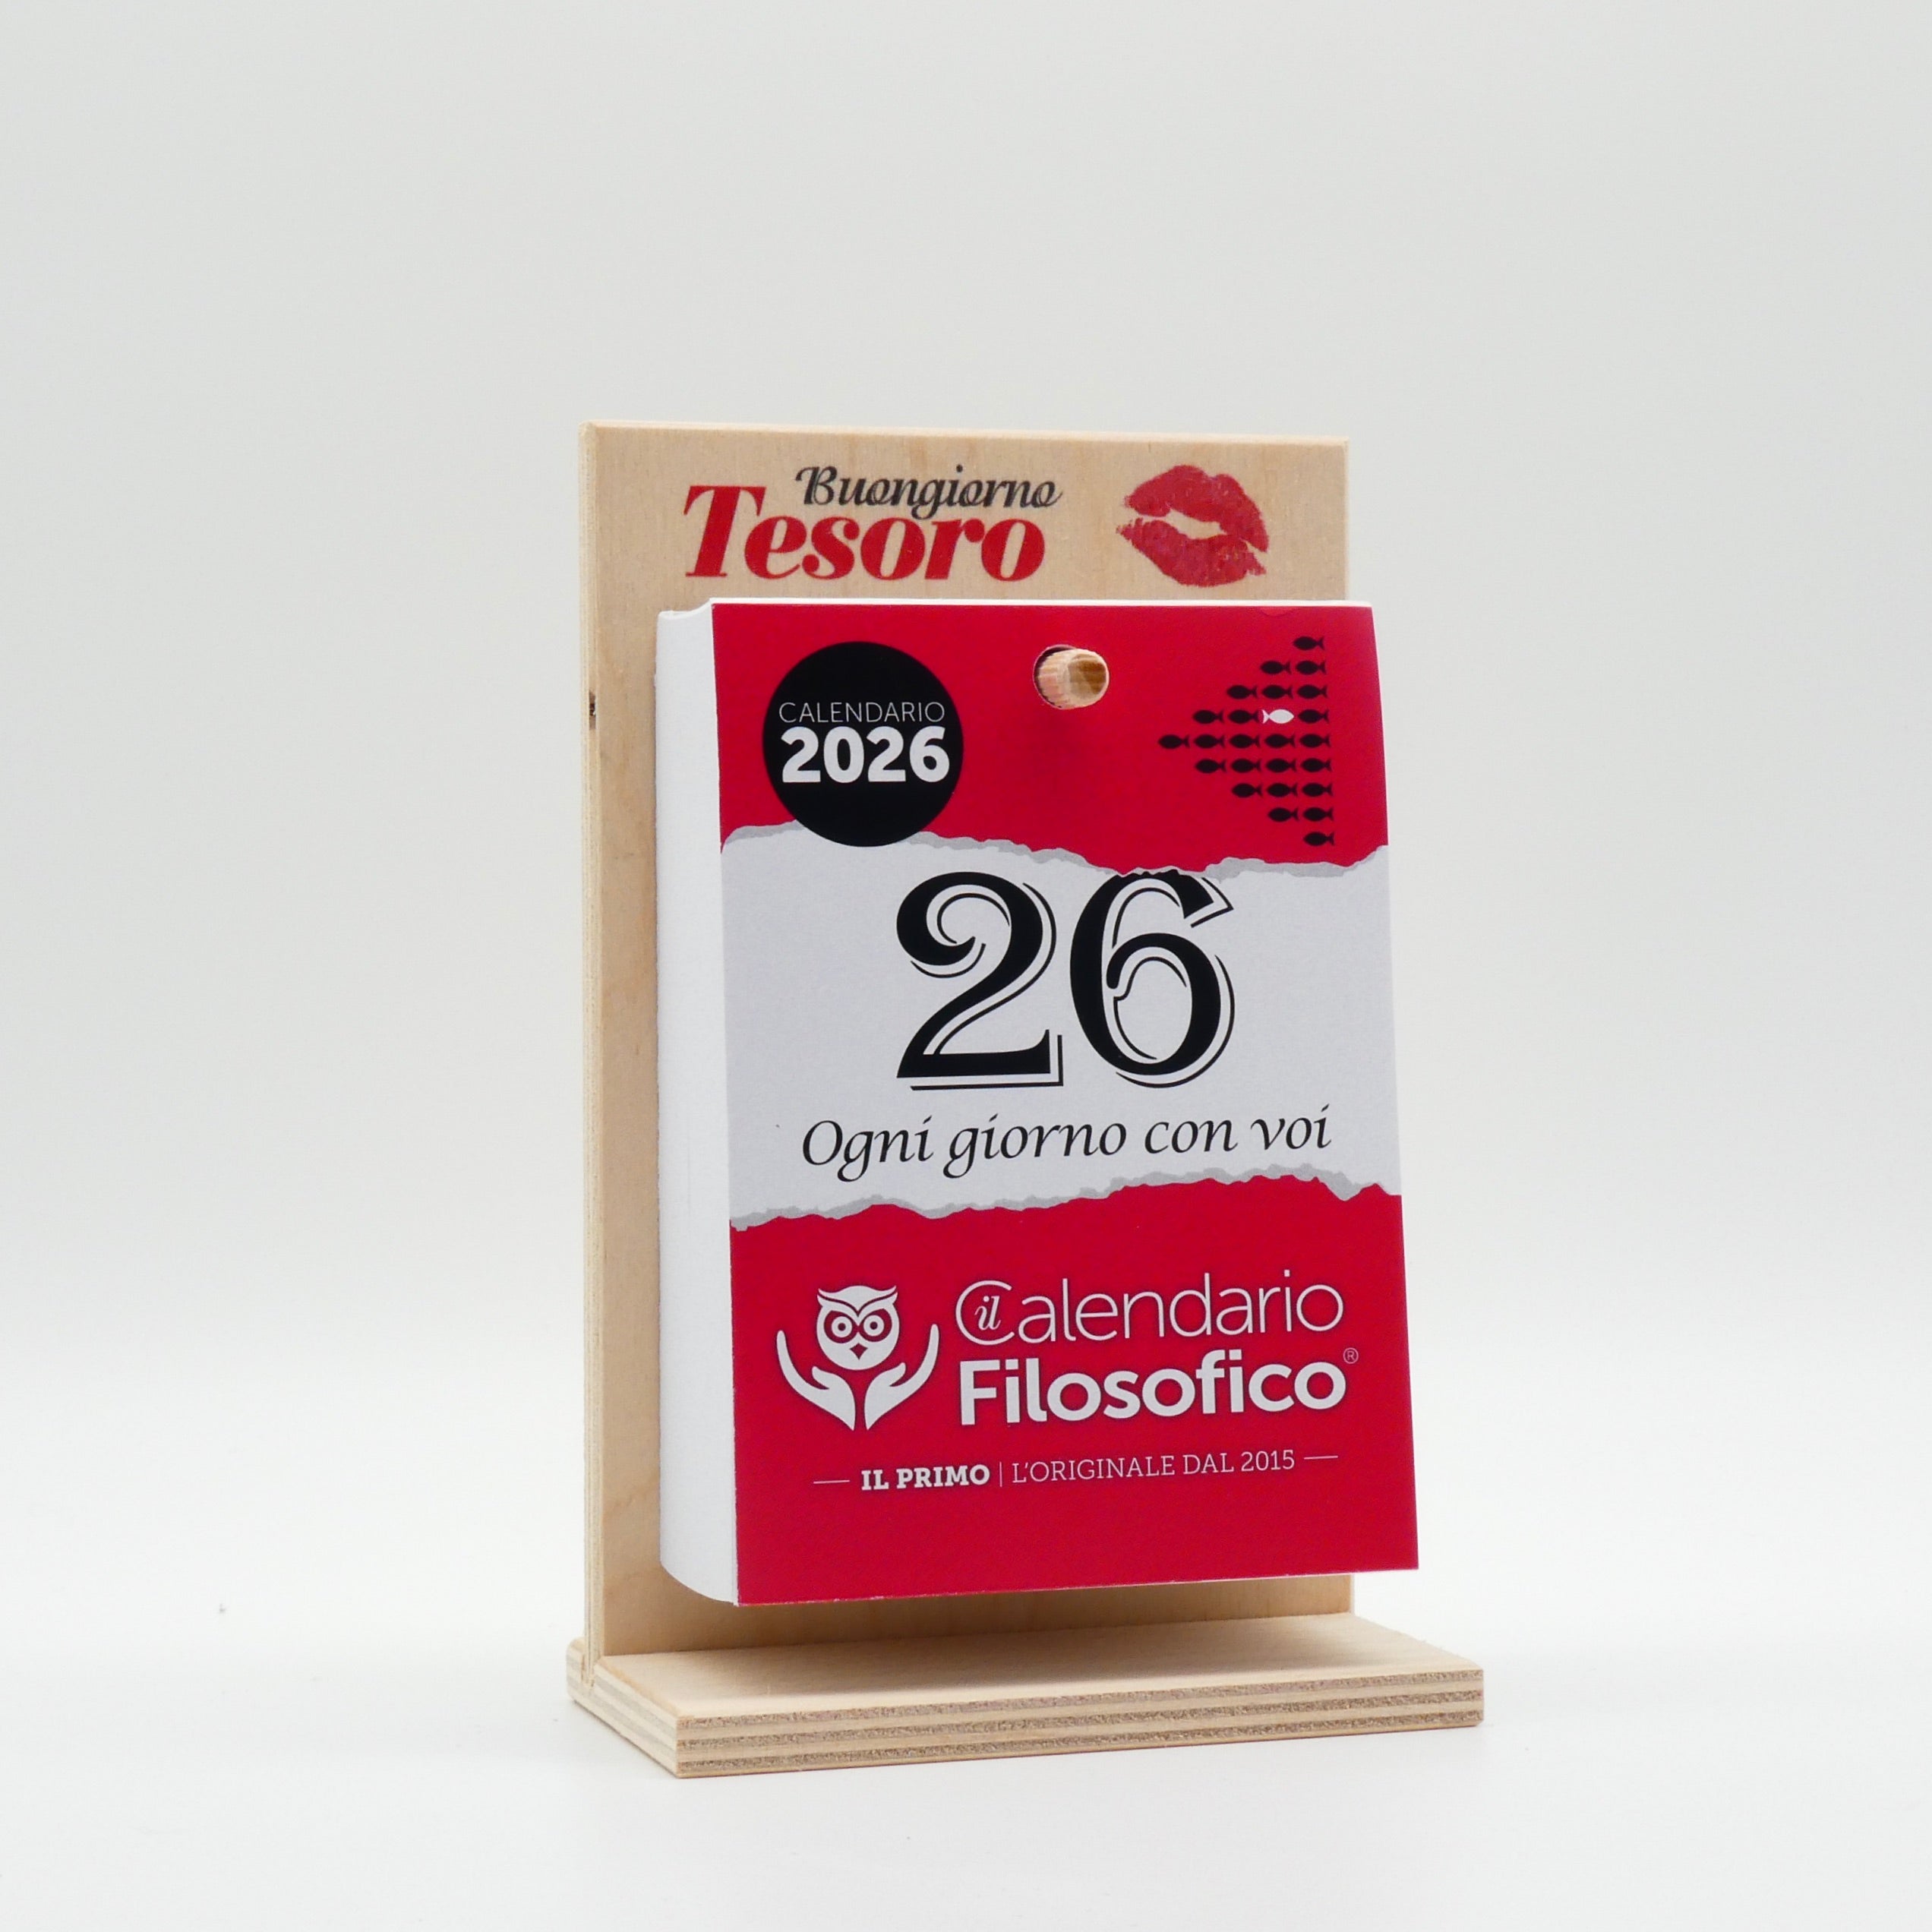 Buongiorno
Tesoro
CALENDARIO
2026
26
Ogni giorno con voi
il Calendario
Filosofico®
IL PRIMO | L'ORIGINALE DAL 2015